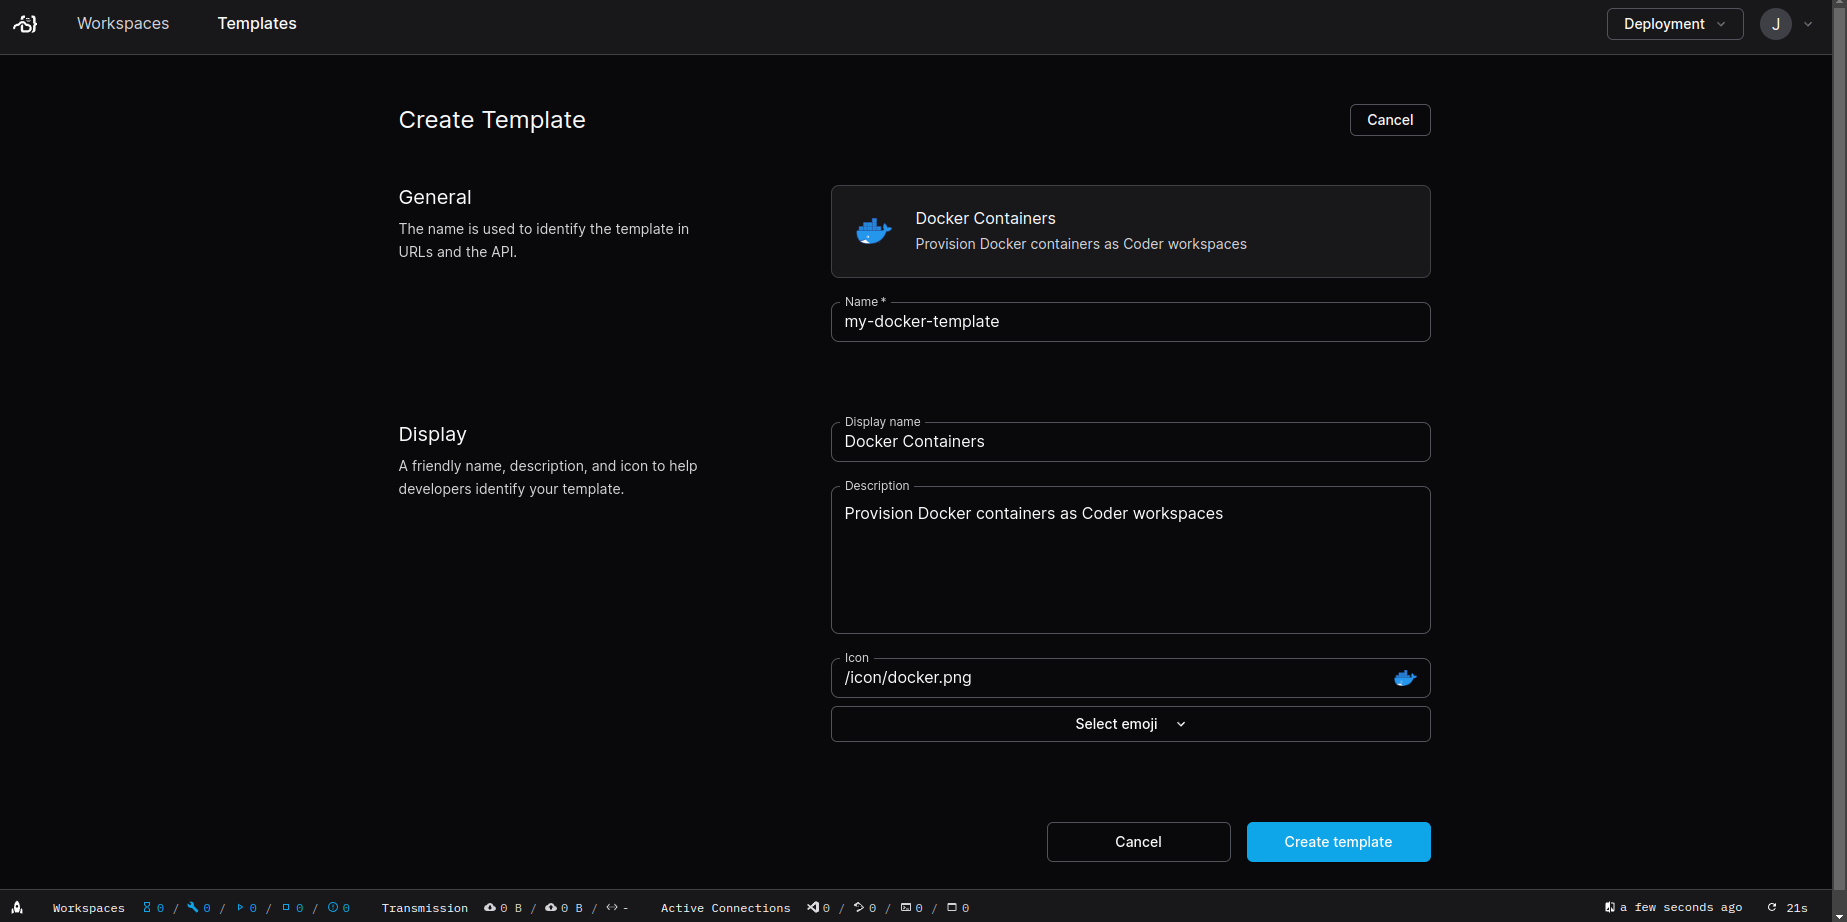 Workspaces
Templates
Deployment
J
Create Template
Cancel
General
The name is used to identify the template in
URLs and the API.
Docker Containers
Provision Docker containers as Coder workspaces
Name *
my-docker-template
Display
A friendly name, description, and icon to help
developers identify your template.
Display name
Docker Containers
Description
Provision Docker containers as Coder workspaces
Icon
/icon/docker.png
Select emoji
Cancel
Create template
Workspaces 0 / 0 / 0 / 0 / 0 Transmission 0 B / 0 B / - Active Connections 0 / 0 / 0 / 0 a few seconds ago 21s